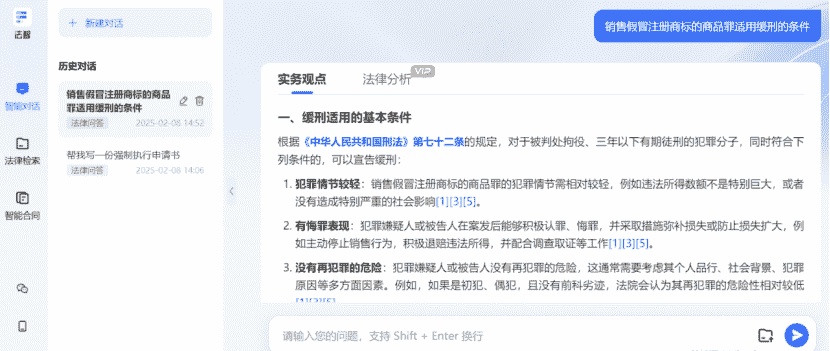 法智
新建对话
销售假冒注册商标的商品罪适用缓刑的条件
历史对话
实务观点
法律分析
VIP
智能对话
销售假冒注册商标的商品
罪适用缓刑的条件
法律问答
2025-02-08 14:52
一、缓刑适用的基本条件
根据《中华人民共和国刑法》第七十二条的规定，对于被判处拘役、三年以下有期徒刑的犯罪分子，同时符合下
列条件的，可以宣告缓刑：
法律检索
帮我写一份强制执行申请书
法律问答
2025-02-08 14:06
1. 犯罪情节较轻：销售假冒注册商标的商品罪的犯罪情节需相对较轻，例如违法所得数额不是特别巨大，或者
没有造成特别严重的社会影响[1][3][5]。
智能合同
2. 有悔罪表现：犯罪嫌疑人或被告人在案发后能够积极认罪、悔罪，并采取措施弥补损失或防止损失扩大，例
如主动停止销售行为，积极退赔违法所得，并配合调查取证等工作[1][3][5]。
3. 没有再犯罪的危险：犯罪嫌疑人或被告人没有再犯罪的危险，这通常需要考虑其个人品行、社会背景、犯罪
原因等多方面因素。例如，如果是初犯、偶犯，且没有前科劣迹，法院会认为其再犯罪的危险性相对较低
[1][3][5]
请输入您的问题，支持 Shift + Enter 换行